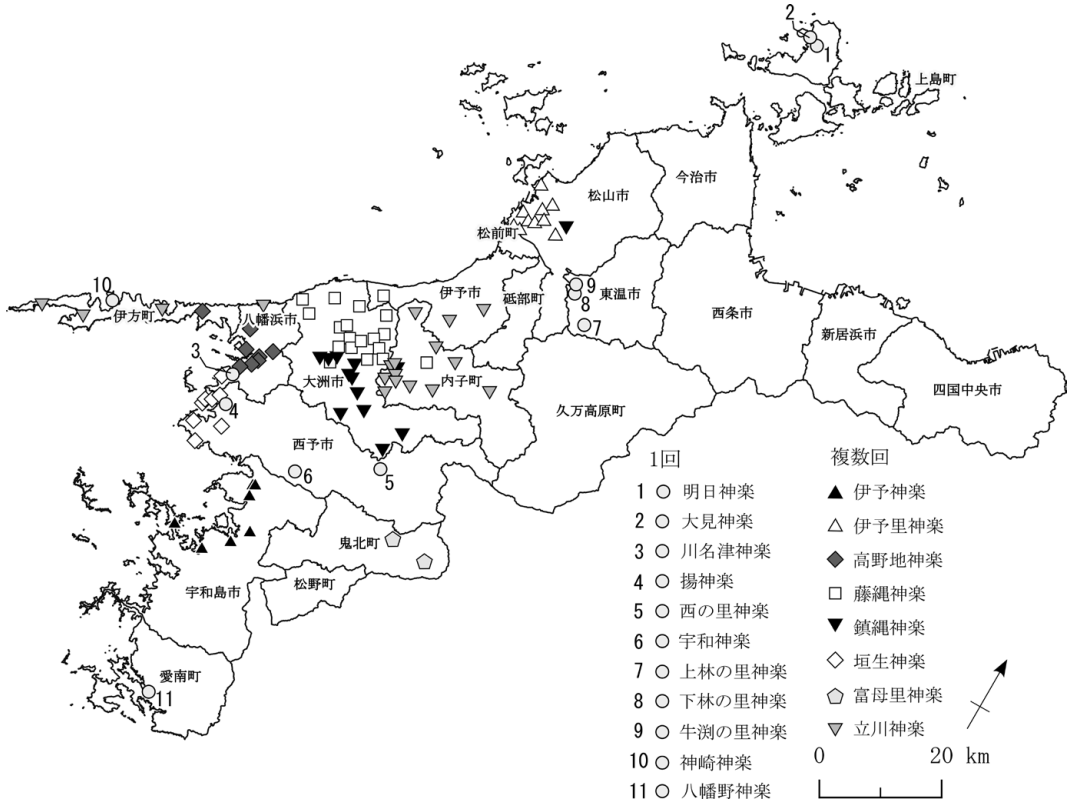 2
1
上島町
今治市
松山市
松前町
9
8
7
東温市
伊予市
砥部町
西条市
新居浜市
四国中央市
10
伊方町
八幡浜市
3
4
大洲市
内子町
久万高原町
西予市
6
5
鬼北町
松野町
宇和島市
愛南町
11
1回
1 明日神楽
2 大見神楽
3 川名津神楽
4 揚神楽
5 西の里神楽
6 宇和神楽
7 上林の里神楽
8 下林の里神楽
9 牛渕の里神楽
10 神崎神楽
11 八幡野神楽
複数回
伊予神楽
伊予里神楽
高野地神楽
藤縄神楽
鎮縄神楽
垣生神楽
富母里神楽
立川神楽
0 20 km